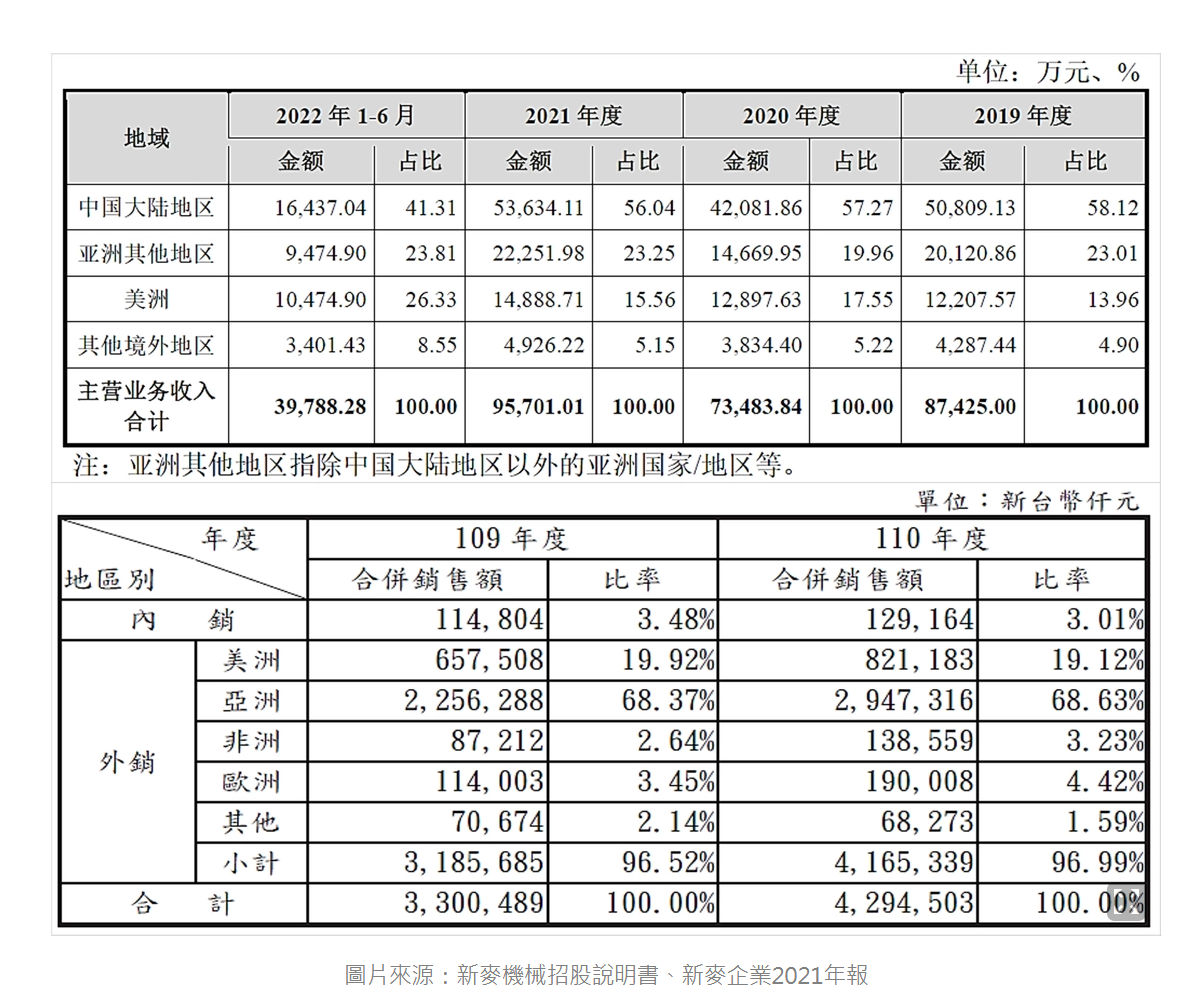 单位：万元、%
地域 2022 年 1-6 月 2021 年度 2020 年度 2019 年度
金额 占比 金额 占比 金额 占比 金额 占比
中国大陆地区 16,437.04 41.31 53,634.11 56.04 42,081.86 57.27 50,809.13 58.12
亚洲其他地区 9,474.90 23.81 22,251.98 23.25 14,669.95 19.96 20,120.86 23.01
美洲 10,474.90 26.33 14,888.71 15.56 12,897.63 17.55 12,207.57 13.96
其他境外地区 3,401.43 8.55 4,926.22 5.15 3,834.40 5.22 4,287.44 4.90
主营业务收入
合计 39,788.28 100.00 95,701.01 100.00 73,483.84 100.00 87,425.00 100.00
注：亚洲其他地区指除中国大陆地区以外的亚洲国家/地区等。
單位：新台幣仟元
年度 109 年度 110 年度
地區別 合併銷售額 比率 合併銷售額 比率
內 銷 114,804 3.48% 129,164 3.01%
外銷 美洲 657,508 19.92% 821,183 19.12%
亞洲 2,256,288 68.37% 2,947,316 68.63%
非洲 87,212 2.64% 138,559 3.23%
歐洲 114,003 3.45% 190,008 4.42%
其他 70,674 2.14% 68,273 1.59%
小計 3,185,685 96.52% 4,165,339 96.99%
合 計 3,300,489 100.00% 4,294,503 100.00%
圖片來源：新麥機械招股說明書、新麥企業2021年報